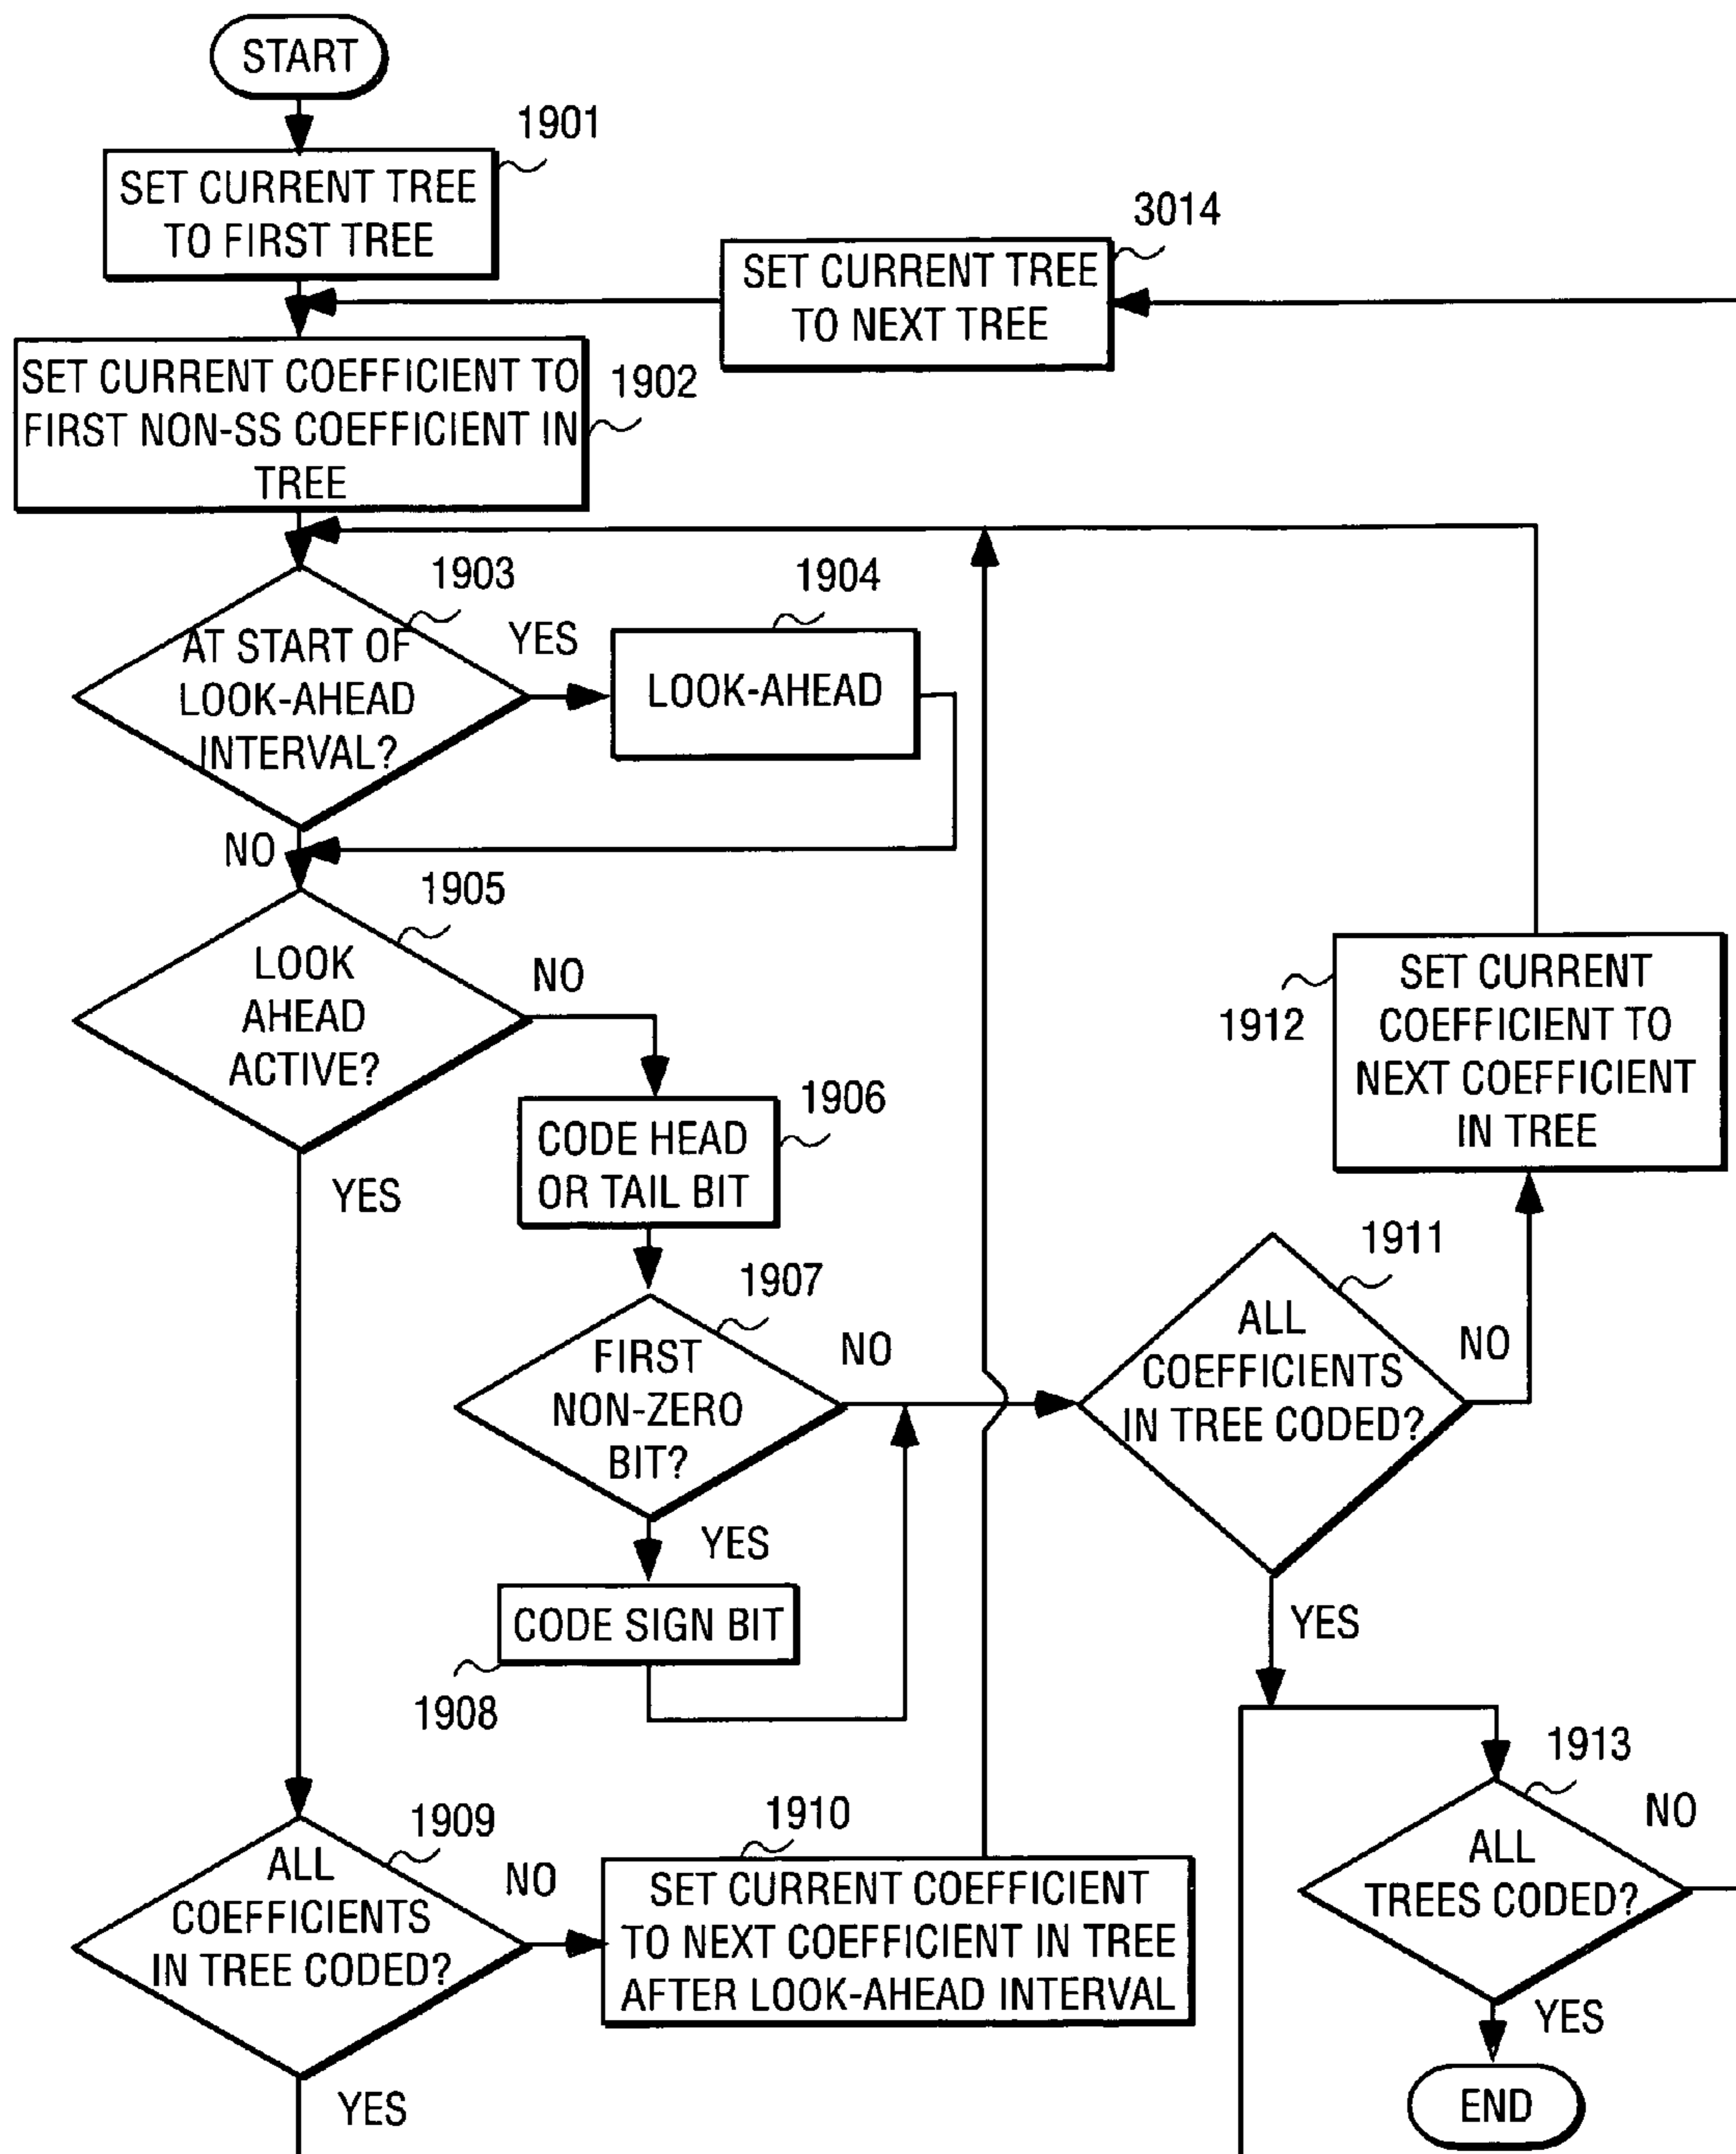 START
1901
SET CURRENT TREE
TO FIRST TREE
3014
SET CURRENT TREE
TO NEXT TREE
1902
SET CURRENT COEFFICIENT TO
FIRST NON-SS COEFFICIENT IN
TREE
1903
AT START OF
LOOK-AHEAD
INTERVAL?
YES
1904
LOOK-AHEAD
NO
1905
LOOK
AHEAD
ACTIVE?
NO
YES
1906
CODE HEAD
OR TAIL BIT
1907
FIRST
NON-ZERO
BIT?
NO
YES
CODE SIGN BIT
1908
1911
ALL
COEFFICIENTS
IN TREE CODED?
NO
YES
1912
SET CURRENT
COEFFICIENT TO
NEXT COEFFICIENT
IN TREE
1909
ALL
COEFFICIENTS
IN TREE CODED?
NO
YES
1910
SET CURRENT COEFFICIENT
TO NEXT COEFFICIENT IN TREE
AFTER LOOK-AHEAD INTERVAL
1913
ALL
TREES CODED?
NO
YES
END